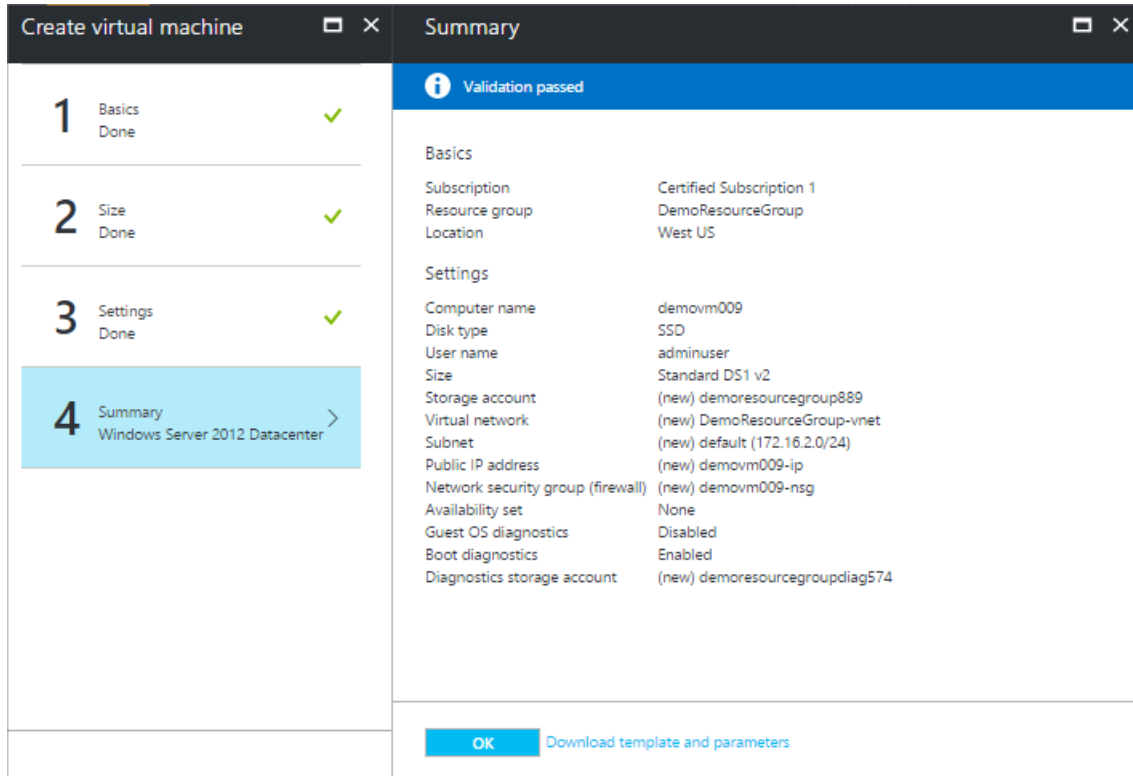 Create virtual machine
1
Basics
Done
2
Size
Done
3
Settings
Done
4
Summary
Windows Server 2012 Datacenter
Summary
Validation passed
Basics
Subscription Certified Subscription 1
Resource group DemoResourceGroup
Location West US
Settings
Computer name demovm009
Disk type SSD
User name adminuser
Size Standard DS1 v2
Storage account (new) demoresourcegroup889
Virtual network (new) DemoResourceGroup-vnet
Subnet (new) default (172.16.2.0/24)
Public IP address (new) demovm009-ip
Network security group (firewall) (new) demovm009-nsg
Availability set None
Guest OS diagnostics Disabled
Boot diagnostics Enabled
Diagnostics storage account (new) demoresourcegroupdiag574
OK Download template and parameters